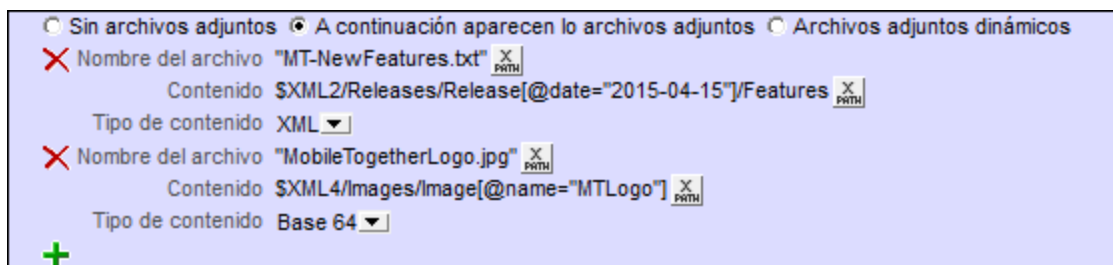 Sin archivos adjuntos A continuación aparecen lo archivos adjuntos Archivos adjuntos dinámicos
Nombre del archivo "MT-NewFeatures.txt" X PATH
Contenido $XML2/Releases/Release[@date="2015-04-15"]/Features X PATH
Tipo de contenido XML
Nombre del archivo "MobileTogetherLogo.jpg" X PATH
Contenido $XML4/Images/Image[@name="MTLogo"] X PATH
Tipo de contenido Base 64